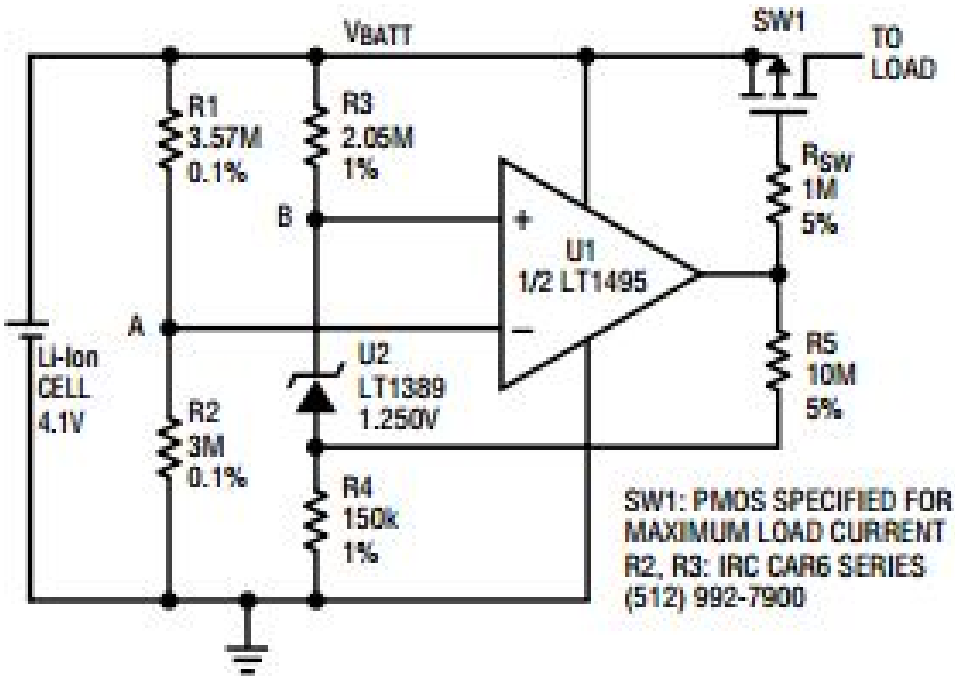 SW1
VBATT
TO
LOAD
R1
3.57M
0.1%
R3
2.05M
1%
RSW
1M
5%
B
+
U1
1/2 LT1495
A
−
Li-Ion
CELL
4.1V
U2
LT1389
1.250V
R5
10M
5%
R2
3M
0.1%
R4
150k
1%
SW1: PMOS SPECIFIED FOR
MAXIMUM LOAD CURRENT
R2, R3: IRC CAR6 SERIES
(512) 992-7900